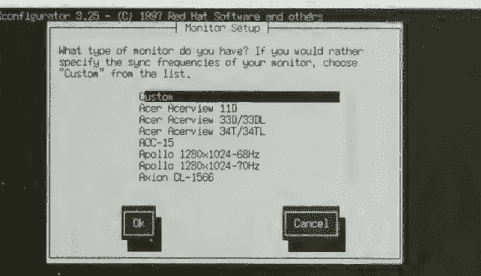 Xconfigurator 3.25 - (C) 1997 Red Hat Software and others
Monitor Setup
What type of monitor do you have? If you would rather
specify the sync frequencies of your monitor, choose
"Custom" from the list.
Custom
Acer Acerview 11D
Acer Acerview 33D/33DL
Acer Acerview 34T/34TL
AOC-15
Apollo 1280x1024-68Hz
Apollo 1280x1024-70Hz
Axion CL-1566
Ok
Cancel